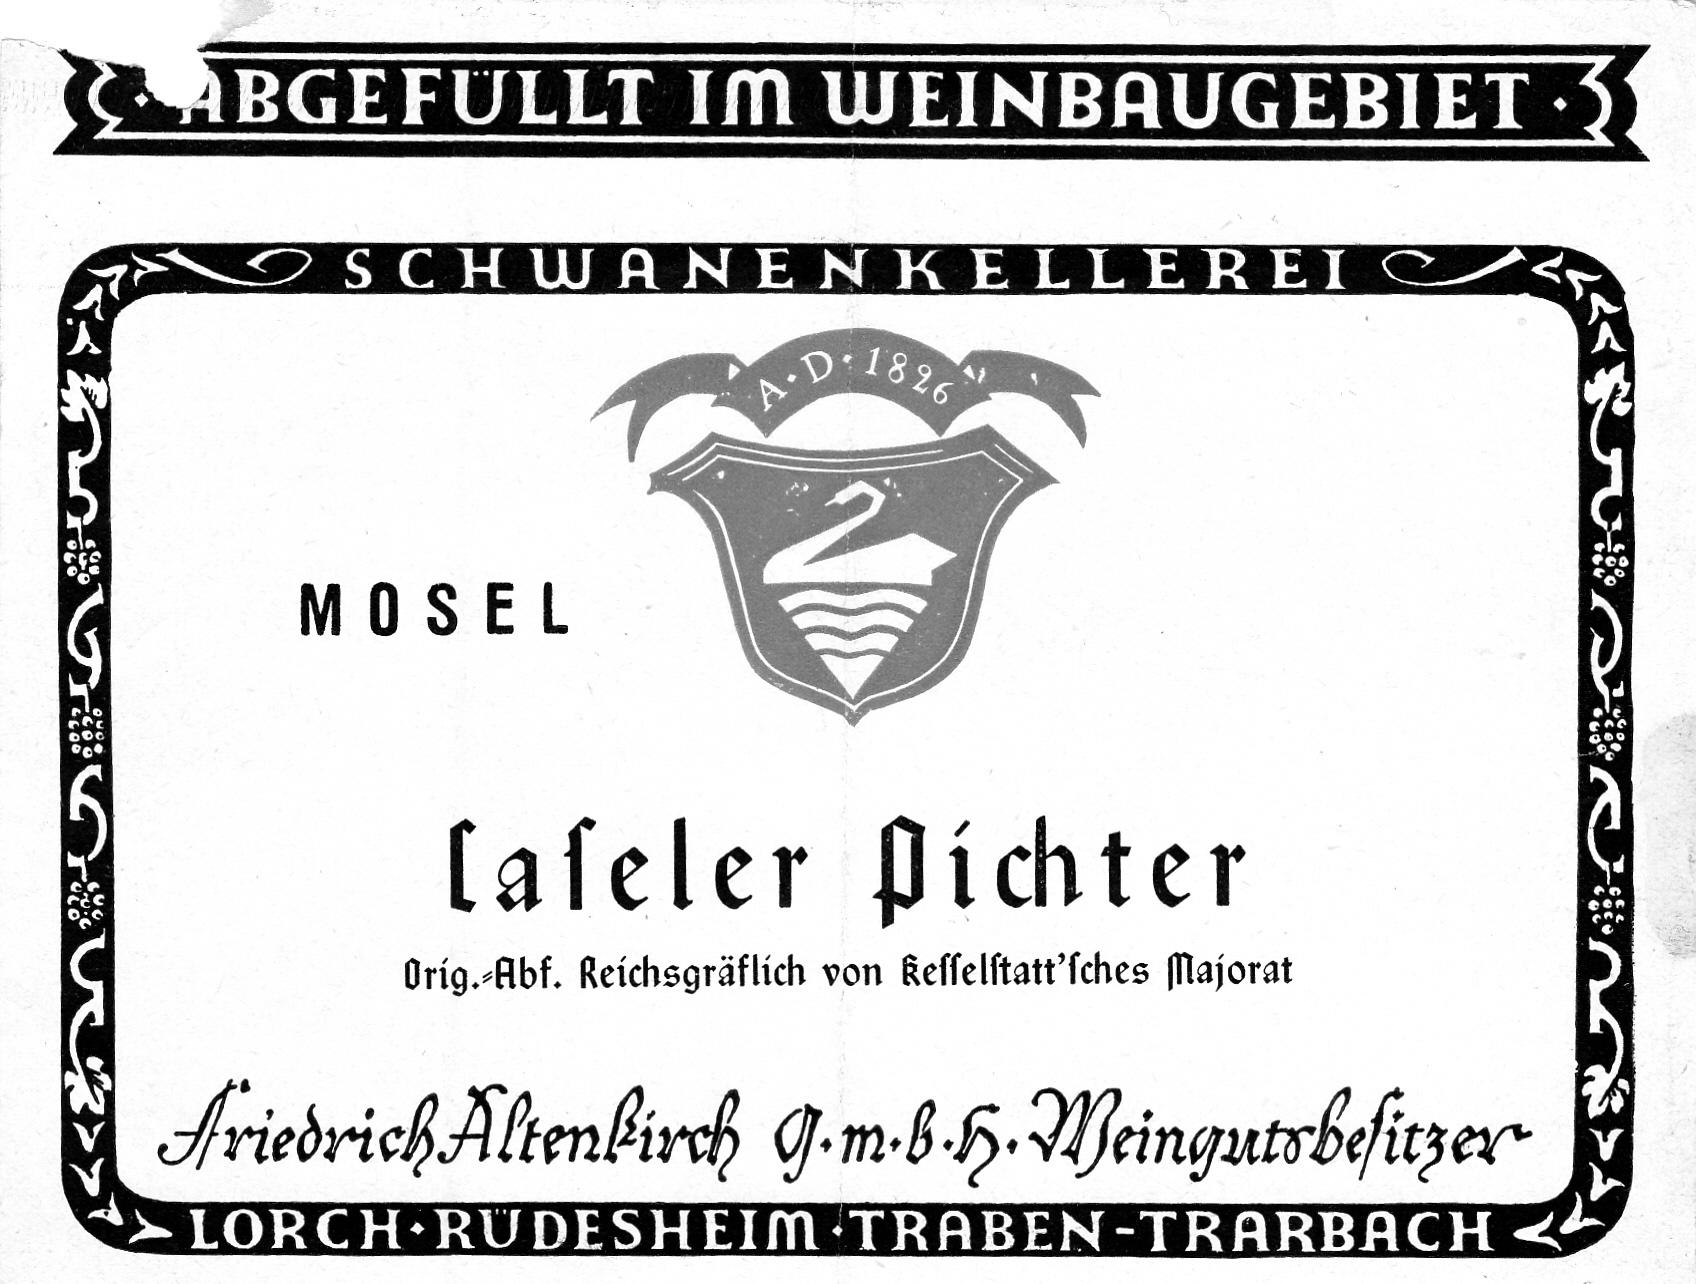 ABGEFÜLLT IM WEINBAUGEBIET
SCHWANENKELLEREI
A·D·1826
MOSEL
Caſeler Pichter
Orig.-Abf. Reichsgräflich von Keſſelſtatt'ſches Majorat
Friedrich Altenkirch G.m.b.H. Weingutsbeſitzer
LORCH·RÜDESHEIM·TRABEN-TRARBACH